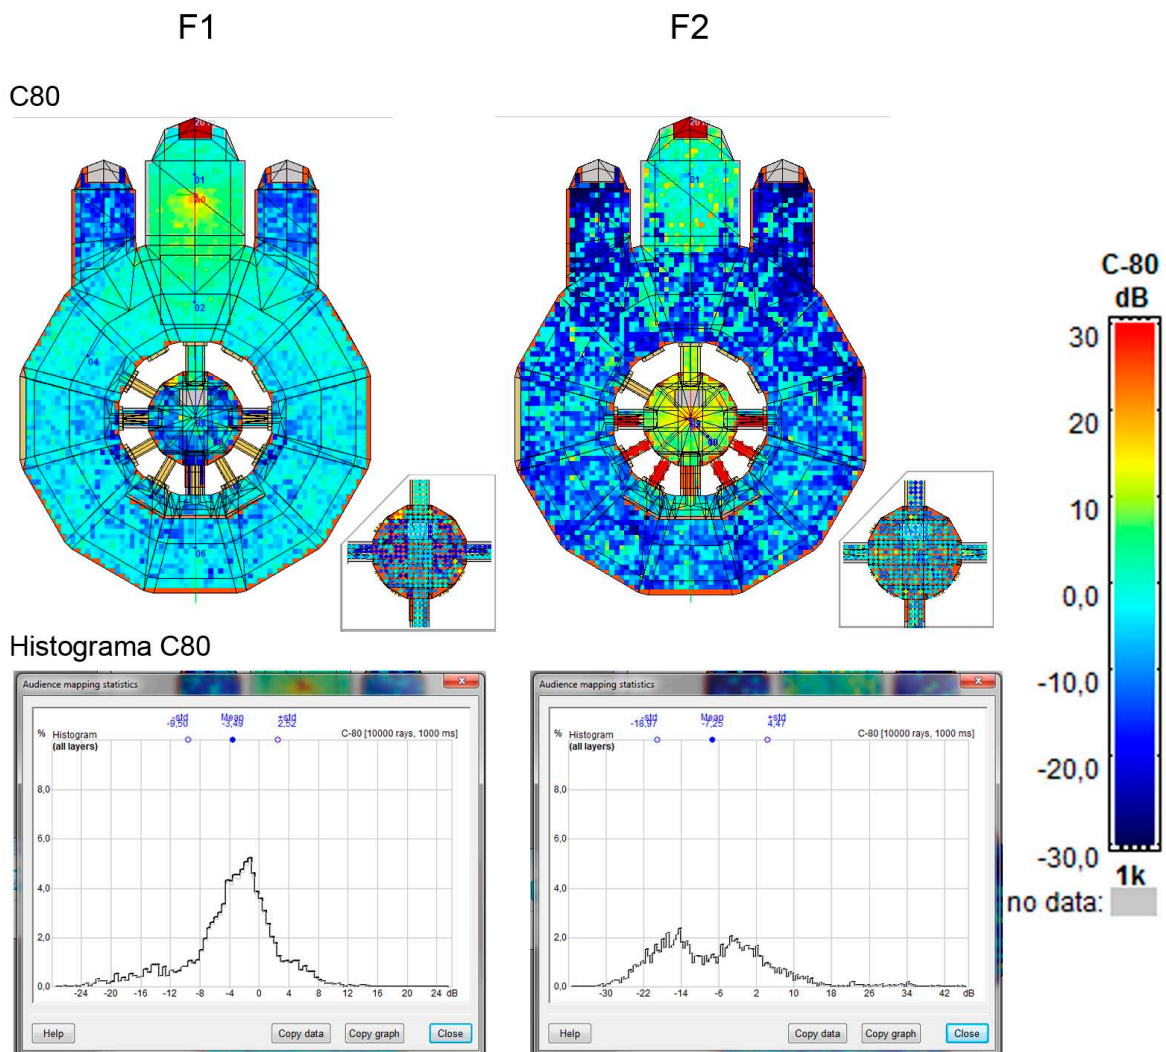 F1
F2
C80
01
A0
02
04
06
01
C-80
dB
30
20
10
0,0
-10,0
-20,0
-30,0
1k
no data:
Histograma C80
Audience mapping statistics
-std Mean +std
-9,50 -3,49 2,52
% Histogram
(all layers)
C-80 [10000 rays, 1000 ms]
8,0
6,0
4,0
2,0
0,0
-24 -20 -16 -12 -8 -4 0 4 8 12 16 20 24 dB
Help Copy data Copy graph Close
Audience mapping statistics
-std Mean +std
-18,97 -7,25 4,47
% Histogram
(all layers)
C-80 [10000 rays, 1000 ms]
8,0
6,0
4,0
2,0
0,0
-30 -22 -14 -6 2 10 18 26 34 42 dB
Help Copy data Copy graph Close